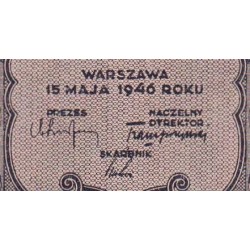 WARSZAWA
15 MAJA 1946 ROKU
PREZES NACZELNY
DYREKTOR
SKARBNIK